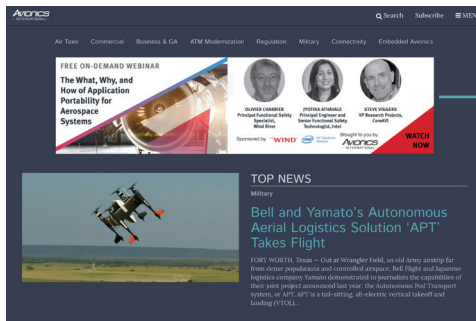 AVIONICS
INTERNATIONAL
Search Subscribe MEN
Air Taxis Commercial Business & GA ATM Modernization Regulation Military Connectivity Embedded Avionics
FREE ON-DEMAND WEBINAR
The What, Why, and
How of Application
Portability for
Aerospace
Systems
OLIVIER CHARRIER
Principal Functional Safety
Specialist,
Wind River
JYOTIKA ATHAVALE
Principal Engineer and
Senior Functional Safety
Technologist, Intel
STEVE VIGGERS
VP Research Projects,
CoreAVI
Sponsored by
WIND
intel
Brought to you by
AVIONICS
INTERNATIONAL
WATCH
NOW
TOP NEWS
Military
Bell and Yamato's Autonomous
Aerial Logistics Solution 'APT'
Takes Flight
FORT WORTH, Texas — Out at Wrangler Field, an old Army airstrip far
from dense populations and controlled airspace, Bell Flight and Japanese
logistics company Yamato demonstrated to journalists the capabilities of
their joint project announced last year: the Autonomous Pod Transport
system, or APT. APT is a tail-sitting, all-electric vertical takeoff and
landing (VTOL)...